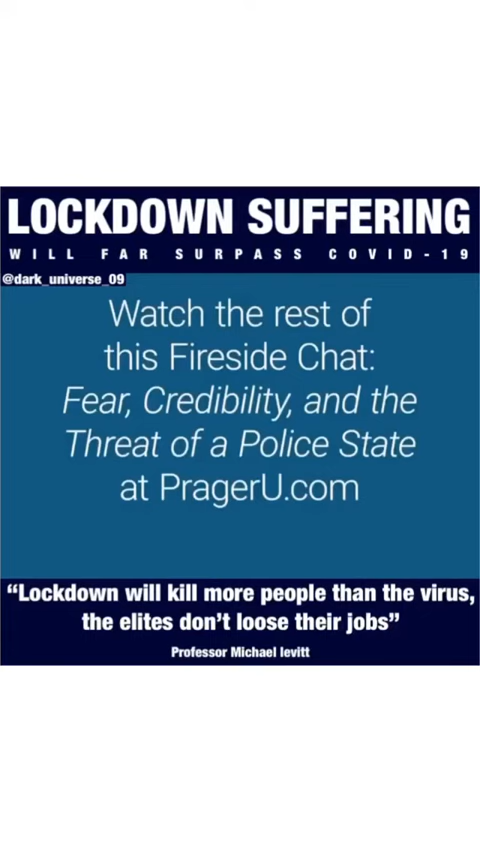 LOCKDOWN SUFFERING
WILL FAR SURPASS COVID-19
@dark_universe_09
Watch the rest of
this Fireside Chat:
Fear, Credibility, and the
Threat of a Police State
at PragerU.com
“Lockdown will kill more people than the virus,
the elites don’t loose their jobs”
Professor Michael levitt